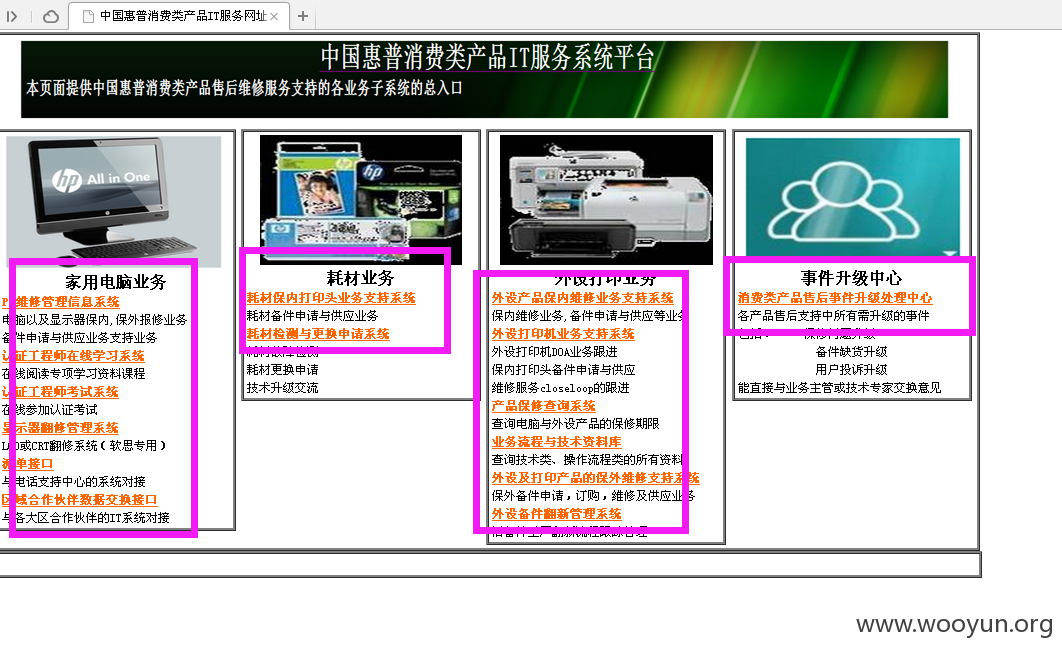 中国惠普消费类产品IT服务网址
中国惠普消费类产品IT服务系统平台
本页面提供中国惠普消费类产品售后维修服务支持的各业务子系统的总入口
hp All in One
hp
家用电脑业务
维修管理信息系统
电脑以及显示器保内,保外报修业务
备件申请与供应业务支持业务
认证工程师在线学习系统
在线阅读专项学习资料课程
认证工程师考试系统
在线参加认证考试
显示器翻修管理系统
LCD或CRT翻修系统(软思专用)
派单接口
与电话支持中心的系统对接
区域合作伙伴数据交换接口
与各大区合作伙伴的IT系统对接
耗材业务
耗材保内打印头业务支持系统
耗材备件申请与供应业务
耗材检测与更换申请系统
耗材故障检测
耗材更换申请
技术升级交流
外设打印业务
外设产品保内维修业务支持系统
保内维修业务,备件申请与供应等业务
外设打印机业务支持系统
外设打印机DOA业务跟进
保内打印头备件申请与供应
维修服务closeloop的跟进
产品保修查询系统
查询电脑与外设产品的保修期限
业务流程与技术资料库
查询技术类、操作流程类的所有资料
外设及打印产品的保外维修支持系统
保外备件申请，订购，维修及供应业务
外设备件翻新管理系统
事件升级中心
消费类产品售后事件升级处理中心
各产品售后支持中所有需升级的事件
备件缺货升级
用户投诉升级
能直接与业务主管或技术专家交换意见
www.wooyun.org